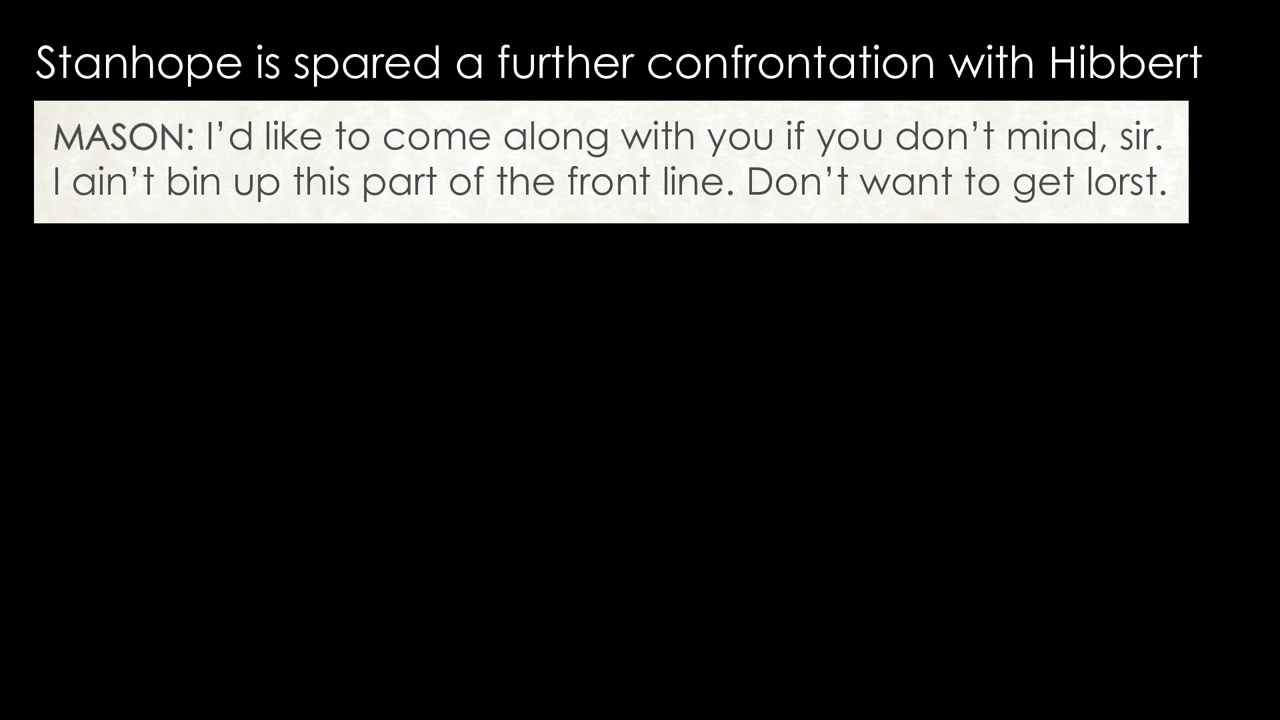 Stanhope is spared a further confrontation with Hibbert
MASON: I’d like to come along with you if you don’t mind, sir.
I ain’t bin up this part of the front line. Don’t want to get lorst.